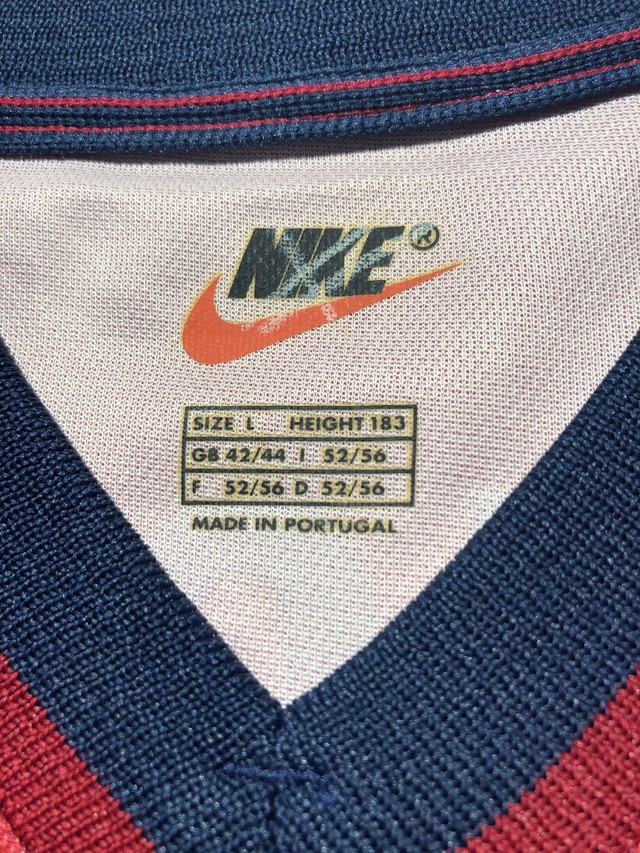 NIKE®
SIZE L HEIGHT 183
GB 42/44 I 52/56
F 52/56 D 52/56
MADE IN PORTUGAL